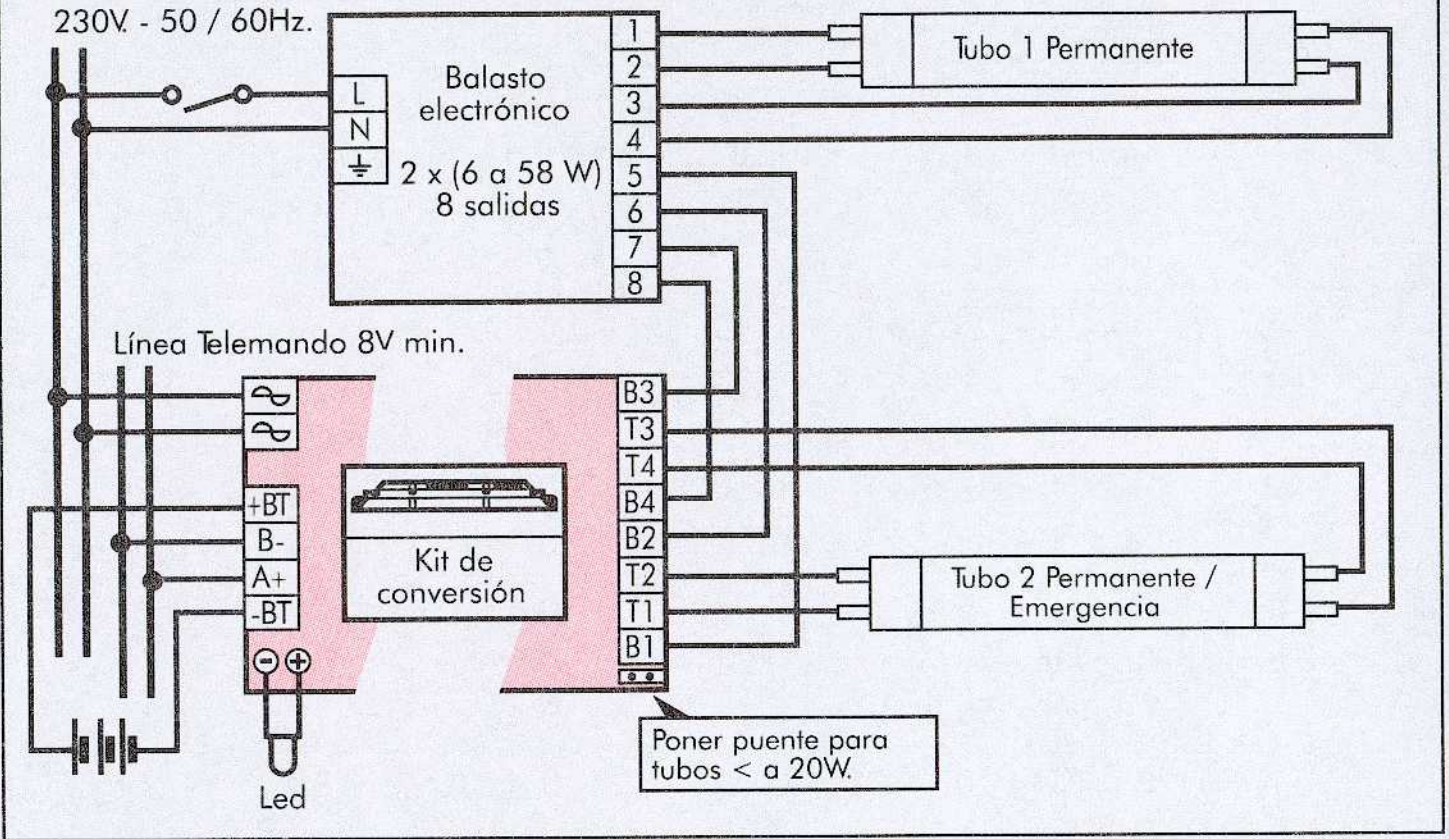 230V. - 50 / 60Hz.
L
N
Balasto
electrónico
2 x (6 a 58 W)
8 salidas
1
2
3
4
5
6
7
8
Tubo 1 Permanente
Línea Telemando 8V min.
+BT
B-
A+
-BT
- +
Led
Kit de
conversión
B3
T3
T4
B4
B2
T2
T1
B1
Tubo 2 Permanente /
Emergencia
Poner puente para
tubos < a 20W.